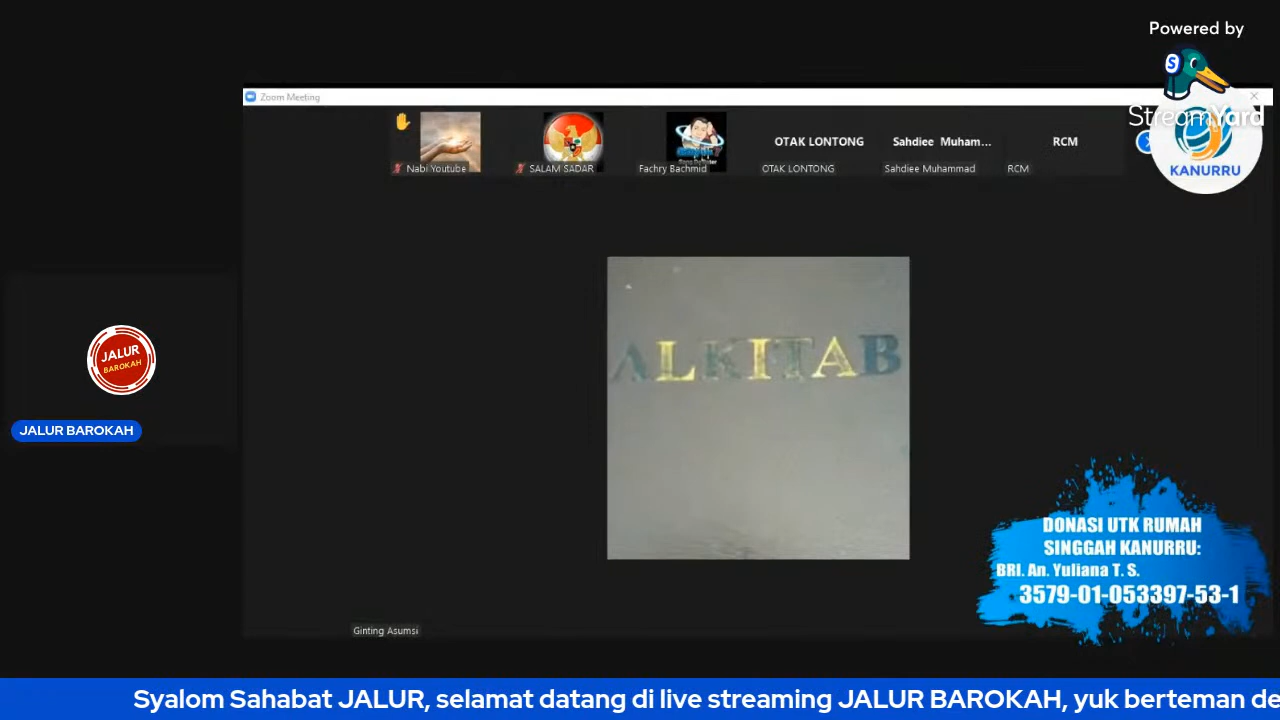 Powered by
S
StreamYard
KANURRU
Zoom Meeting
OTAK LONTONG
Sahdiee Muham...
RCM
Nabi Youtube
SALAM SADAR
Fachry Bachmid
OTAK LONTONG
Sahdiee Muhammad
RCM
ALKITAB
JALUR
BAROKAH
JALUR BAROKAH
DONASI UTK RUMAH
SINGGAH KANURRU:
BRI. An. Yuliana T. S.
3579-01-053397-53-1
Ginting Asumsi
Syalom Sahabat JALUR, selamat datang di live streaming JALUR BAROKAH, yuk berteman de